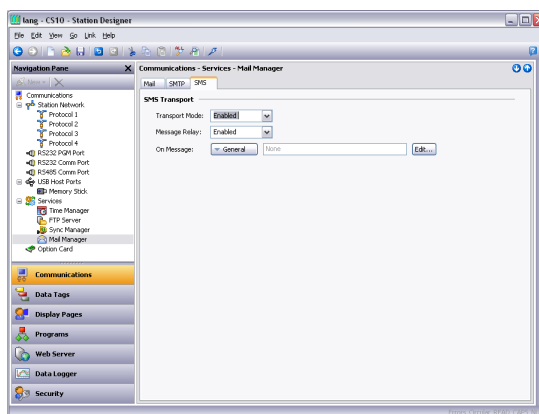 lang - CS10 - Station Designer
File Edit View Go Link Help
Navigation Pane
Communications - Services - Mail Manager
New
Mail SMTP SMS
Communications
Station Network
Protocol 1
Protocol 2
Protocol 3
Protocol 4
RS232 PGM Port
RS232 Comm Port
RS485 Comm Port
USB Host Ports
Memory Stick
Services
Time Manager
FTP Server
Sync Manager
Mail Manager
Option Card
SMS Transport
Transport Mode: Enabled
Message Relay: Enabled
On Message: General None Edit...
Communications
Data Tags
Display Pages
Programs
Web Server
Data Logger
Security
READ CAPS